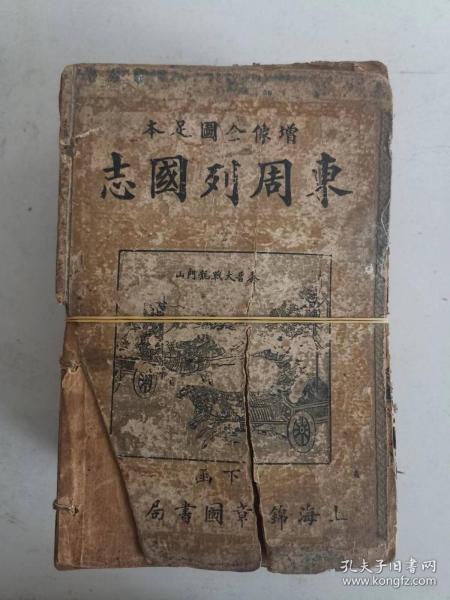 增像全圖足本
東周列國志
秦晉大戰龍門山
下函
上海錦章圖書局
孔夫子旧书网
www.kongfz.com